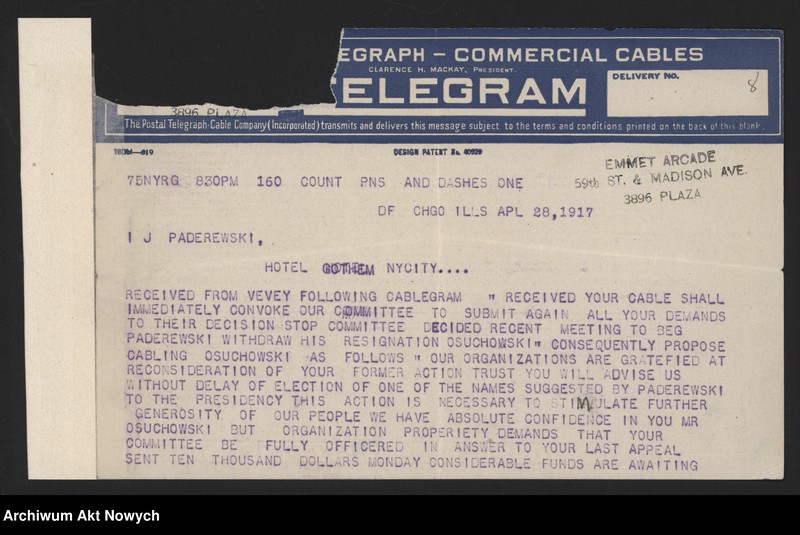 EGRAPH - COMMERCIAL CABLES
CLARENCE H. MACKAY, PRESIDENT.
TELEGRAM
DELIVERY NO.
8
3896 PLAZA
The Postal Telegraph-Cable Company (Incorporated) transmits and delivers this message subject to the terms and conditions printed on the back of this blank.
DESIGN PATENT No. 40929
EMMET ARCADE
59th ST. & MADISON AVE.
3896 PLAZA
75NYRG 830PM 160 COUNT PNS AND DASHES ONE
DF CHGO ILLS APL 28,1917
I J PADEREWSKI,
HOTEL GOTHEM NYCITY....
RECEIVED FROM VEVEY FOLLOWING CABLEGRAM " RECEIVED YOUR CABLE SHALL
IMMEDIATELY CONVOKE OUR COMMITTEE TO SUBMIT AGAIN ALL YOUR DEMANDS
TO THEIR DECISION STOP COMMITTEE DECIDED RECENT MEETING TO BEG
PADEREWSKI WITHDRAW HIS RESIGNATION OSUCHOWSKI" CONSEQUENTLY PROPOSE
CABLING OSUCHOWSKI AS FOLLOWS " OUR ORGANIZATIONS ARE GRATEFIED AT
RECONSIDERATION OF YOUR FORMER ACTION TRUST YOU WILL ADVISE US
WITHOUT DELAY OF ELECTION OF ONE OF THE NAMES SUGGESTED BY PADEREWSKI
TO THE PRESIDENCY THIS ACTION IS NECESSARY TO STIMULATE FURTHER
GENEROSITY OF OUR PEOPLE WE HAVE ABSOLUTE CONFIDENCE IN YOU MR
OSUCHOWSKI BUT ORGANIZATION PROPERIETY DEMANDS THAT YOUR
COMMITTEE BE FULLY OFFICERED IN ANSWER TO YOUR LAST APPEAL
SENT TEN THOUSAND DOLLARS MONDAY CONSIDERABLE FUNDS ARE AWAITING
Archiwum Akt Nowych